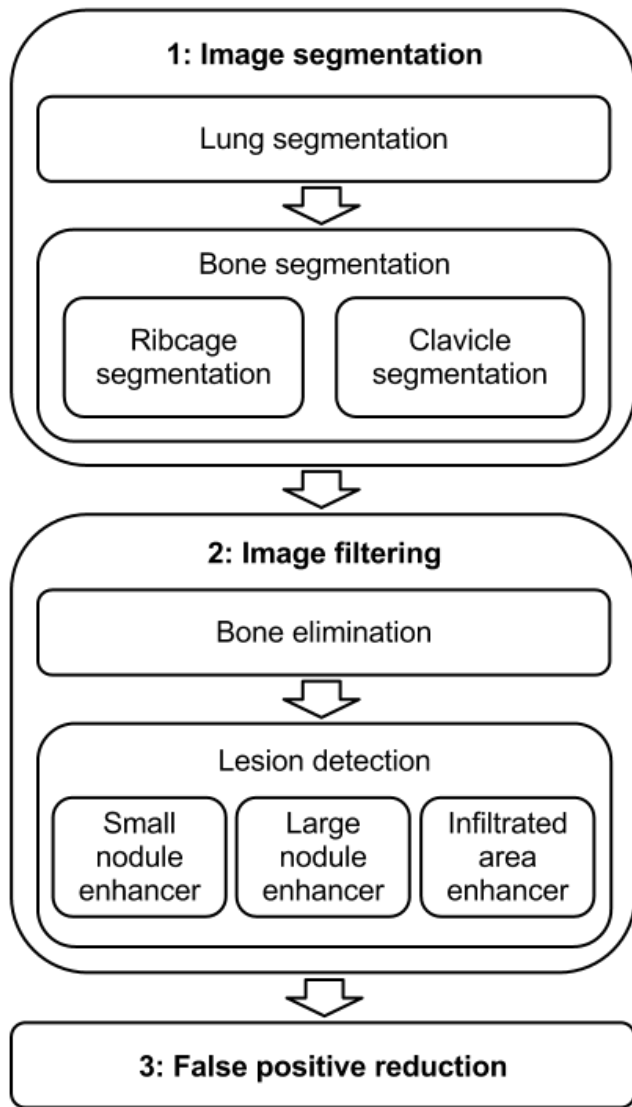 1: Image segmentation
Lung segmentation
Bone segmentation
Ribcage
segmentation
Clavicle
segmentation
2: Image filtering
Bone elimination
Lesion detection
Small
nodule
enhancer
Large
nodule
enhancer
Infiltrated
area
enhancer
3: False positive reduction